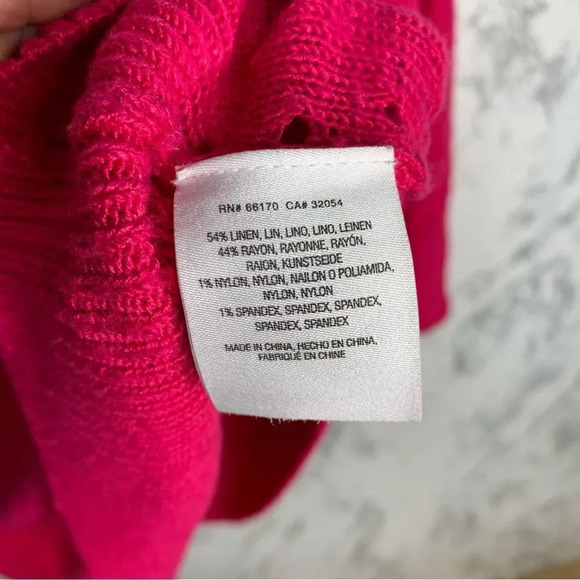 RN# 66170 CA# 32054
54% LINEN, LIN, LINO, LINO, LEINEN
44% RAYON, RAYONNE, RAYÓN,
RAION, KUNSTSEIDE
1% NYLON, NYLON, NAILON O POLIAMIDA,
NYLON, NYLON
1% SPANDEX, SPANDEX, SPANDEX,
SPANDEX, SPANDEX
MADE IN CHINA, HECHO EN CHINA,
FABRIQUÉ EN CHINE